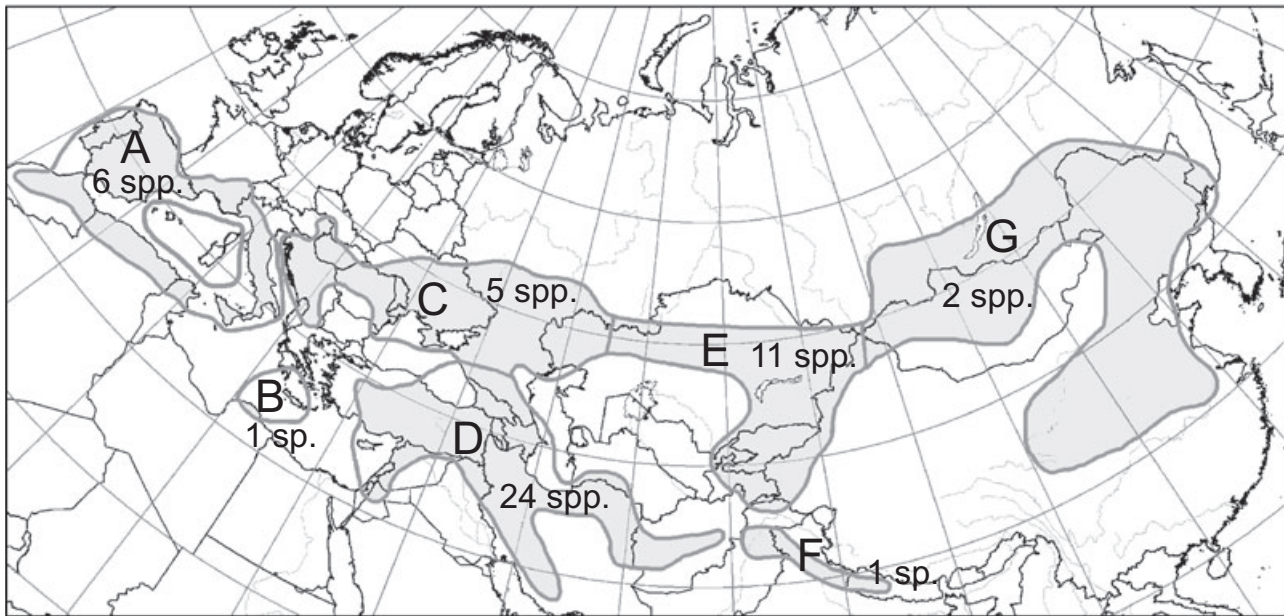 A
6 spp.
B
1 sp.
C
5 spp.
D
24 spp.
E
11 spp.
F
1 sp.
G
2 spp.